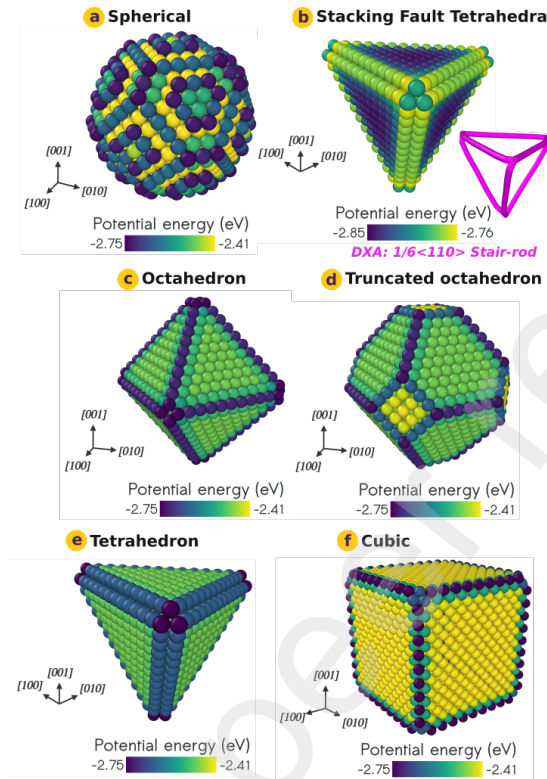 a Spherical
b Stacking Fault Tetrahedra
[001]
[100]
[010]
[001]
[100]
[010]
Potential energy (eV)
-2.75 -2.41
Potential energy (eV)
-2.85 -2.76
DXA: 1/6<110> Stair-rod
c Octahedron
d Truncated octahedron
[001]
[100]
[010]
[001]
[100]
[010]
Potential energy (eV)
-2.75 -2.41
Potential energy (eV)
-2.75 -2.41
e Tetrahedron
f Cubic
[001]
[100]
[010]
[001]
[100]
[010]
Potential energy (eV)
-2.75 -2.41
Potential energy (eV)
-2.75 -2.41